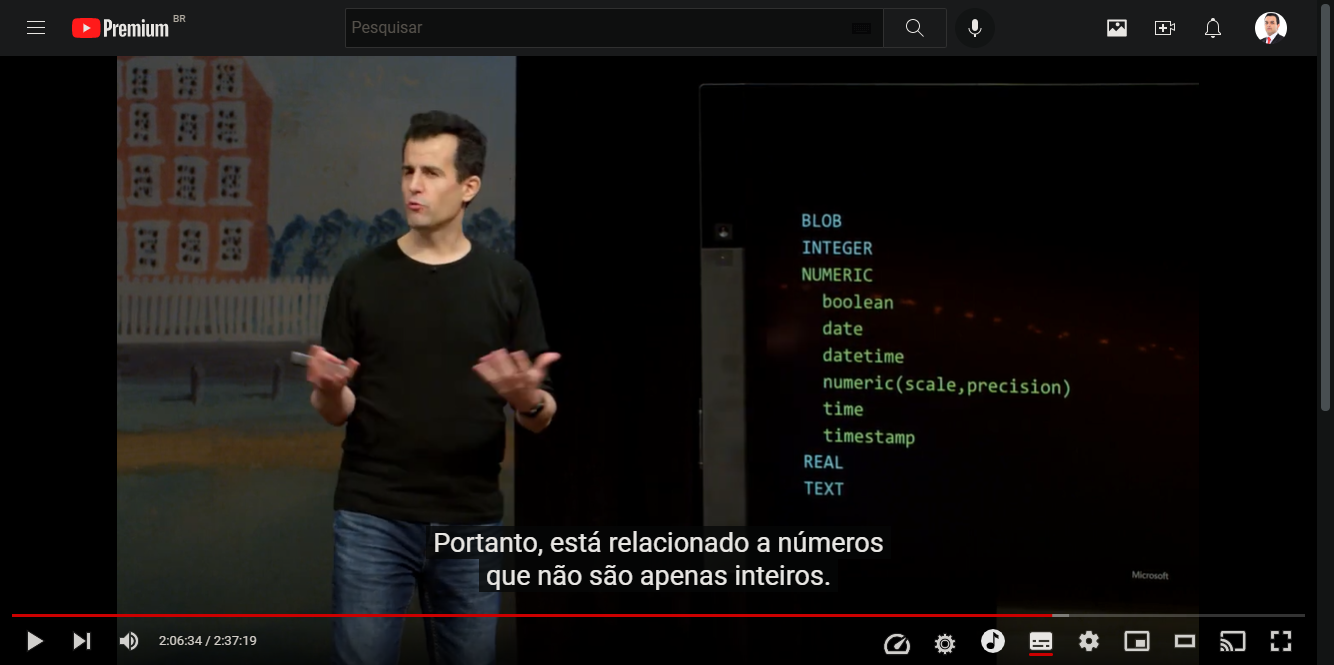 Premium
BR
Pesquisar
BLOB
INTEGER
NUMERIC
boolean
date
datetime
numeric(scale,precision)
time
timestamp
REAL
TEXT
Portanto, está relacionado a números
que não são apenas inteiros.
Microsoft
2:06:34 / 2:37:19